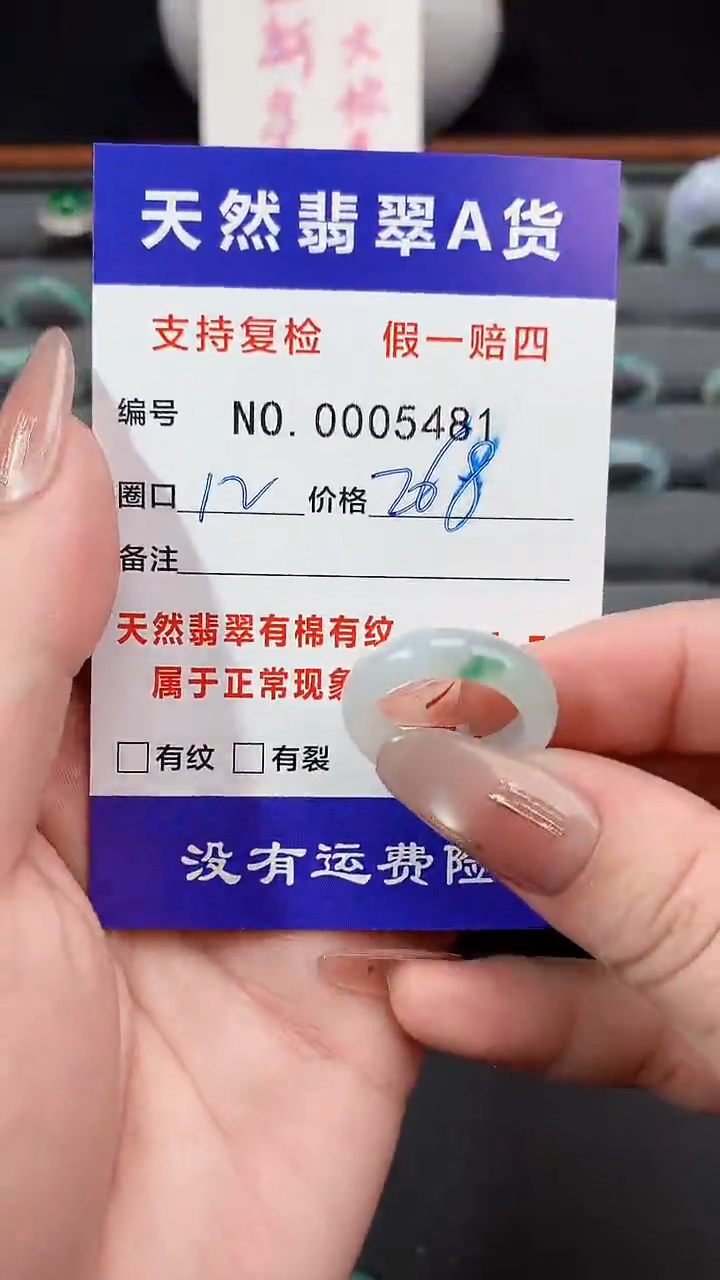 天然翡翠A货
支持复检 假一赔四
编号 NO. 0005481
圈口 12 价格 268
备注
天然翡翠有棉有纹
属于正常现象
□有纹 □有裂
没有运费险